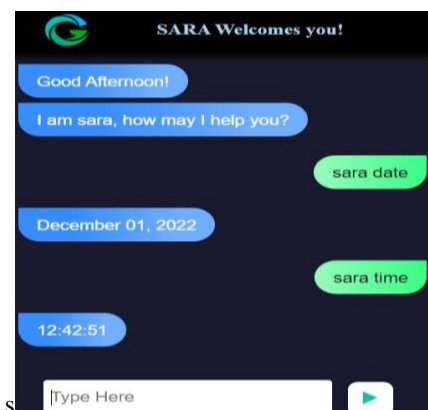 SARA Welcomes you!
Good Afternoon!
I am sara, how may I help you?
sara date
December 01, 2022
sara time
12:42:51
s
Type Here